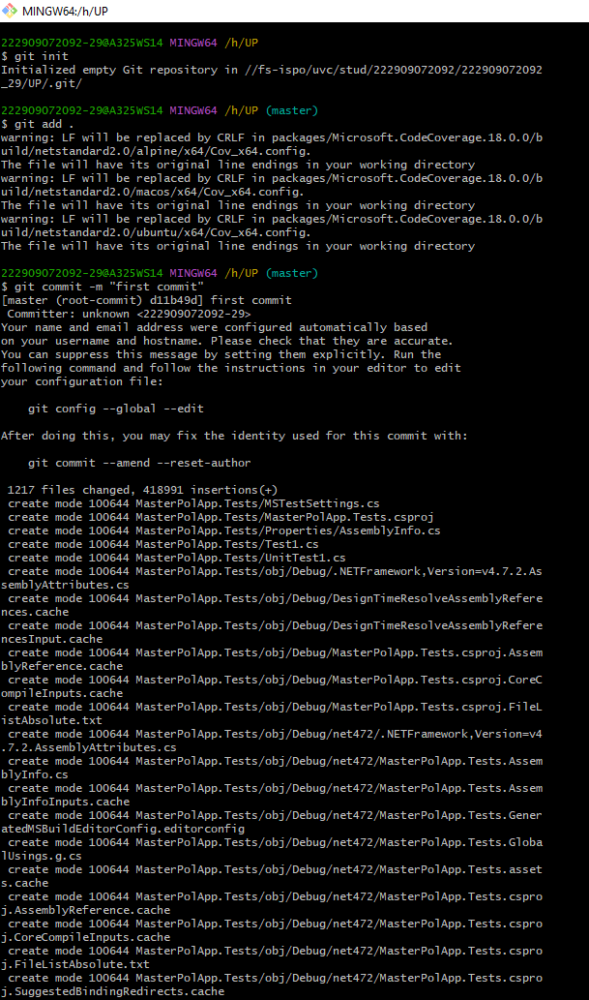 MINGW64:/h/UP
222909072092-29@A325WS14 MINGW64 /h/UP
$ git init
Initialized empty Git repository in //fs-ispo/uvc/stud/222909072092/222909072092
_29/UP/.git/
222909072092-29@A325WS14 MINGW64 /h/UP (master)
$ git add .
warning: LF will be replaced by CRLF in packages/Microsoft.CodeCoverage.18.0.0/b
uild/netstandard2.0/alpine/x64/Cov_x64.config.
The file will have its original line endings in your working directory
warning: LF will be replaced by CRLF in packages/Microsoft.CodeCoverage.18.0.0/b
uild/netstandard2.0/macos/x64/Cov_x64.config.
The file will have its original line endings in your working directory
warning: LF will be replaced by CRLF in packages/Microsoft.CodeCoverage.18.0.0/b
uild/netstandard2.0/ubuntu/x64/Cov_x64.config.
The file will have its original line endings in your working directory
222909072092-29@A325WS14 MINGW64 /h/UP (master)
$ git commit -m "first commit"
[master (root-commit) d11b49d] first commit
 Committer: unknown <222909072092-29>
Your name and email address were configured automatically based
on your username and hostname. Please check that they are accurate.
You can suppress this message by setting them explicitly. Run the
following command and follow the instructions in your editor to edit
your configuration file:
    git config --global --edit
After doing this, you may fix the identity used for this commit with:
    git commit --amend --reset-author
 1217 files changed, 418991 insertions(+)
 create mode 100644 MasterPolApp.Tests/MSTestSettings.cs
 create mode 100644 MasterPolApp.Tests/MasterPolApp.Tests.csproj
 create mode 100644 MasterPolApp.Tests/Properties/AssemblyInfo.cs
 create mode 100644 MasterPolApp.Tests/Test1.cs
 create mode 100644 MasterPolApp.Tests/UnitTest1.cs
 create mode 100644 MasterPolApp.Tests/obj/Debug/.NETFramework,Version=v4.7.2.As
semblyAttributes.cs
 create mode 100644 MasterPolApp.Tests/obj/Debug/DesignTimeResolveAssemblyRefere
nces.cache
 create mode 100644 MasterPolApp.Tests/obj/Debug/DesignTimeResolveAssemblyRefere
ncesInput.cache
 create mode 100644 MasterPolApp.Tests/obj/Debug/MasterPolApp.Tests.csproj.Assem
blyReference.cache
 create mode 100644 MasterPolApp.Tests/obj/Debug/MasterPolApp.Tests.csproj.CoreC
ompileInputs.cache
 create mode 100644 MasterPolApp.Tests/obj/Debug/MasterPolApp.Tests.csproj.FileL
istAbsolute.txt
 create mode 100644 MasterPolApp.Tests/obj/Debug/net472/.NETFramework,Version=v4
.7.2.AssemblyAttributes.cs
 create mode 100644 MasterPolApp.Tests/obj/Debug/net472/MasterPolApp.Tests.Assem
blyInfo.cs
 create mode 100644 MasterPolApp.Tests/obj/Debug/net472/MasterPolApp.Tests.Assem
blyInfoInputs.cache
 create mode 100644 MasterPolApp.Tests/obj/Debug/net472/MasterPolApp.Tests.Gener
atedMSBuildEditorConfig.editorconfig
 create mode 100644 MasterPolApp.Tests/obj/Debug/net472/MasterPolApp.Tests.Globa
lUsings.g.cs
 create mode 100644 MasterPolApp.Tests/obj/Debug/net472/MasterPolApp.Tests.asset
s.cache
 create mode 100644 MasterPolApp.Tests/obj/Debug/net472/MasterPolApp.Tests.cspro
j.AssemblyReference.cache
 create mode 100644 MasterPolApp.Tests/obj/Debug/net472/MasterPolApp.Tests.cspro
j.CoreCompileInputs.cache
 create mode 100644 MasterPolApp.Tests/obj/Debug/net472/MasterPolApp.Tests.cspro
j.FileListAbsolute.txt
 create mode 100644 MasterPolApp.Tests/obj/Debug/net472/MasterPolApp.Tests.cspro
j.SuggestedBindingRedirects.cache